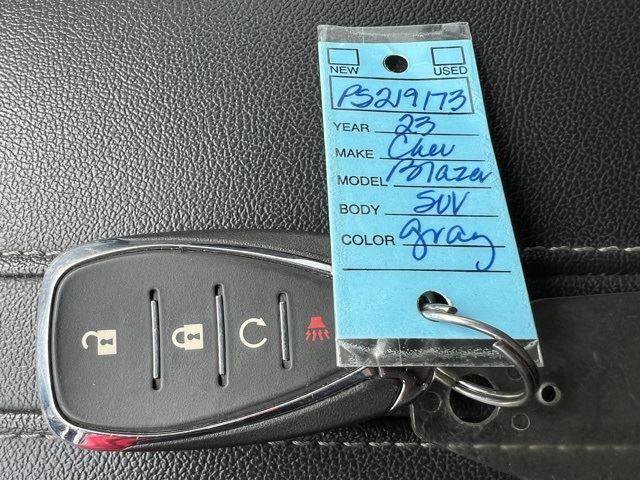 NEW USED
PS219173
YEAR 23
MAKE Chev
MODEL Blazer
BODY SUV
COLOR gray